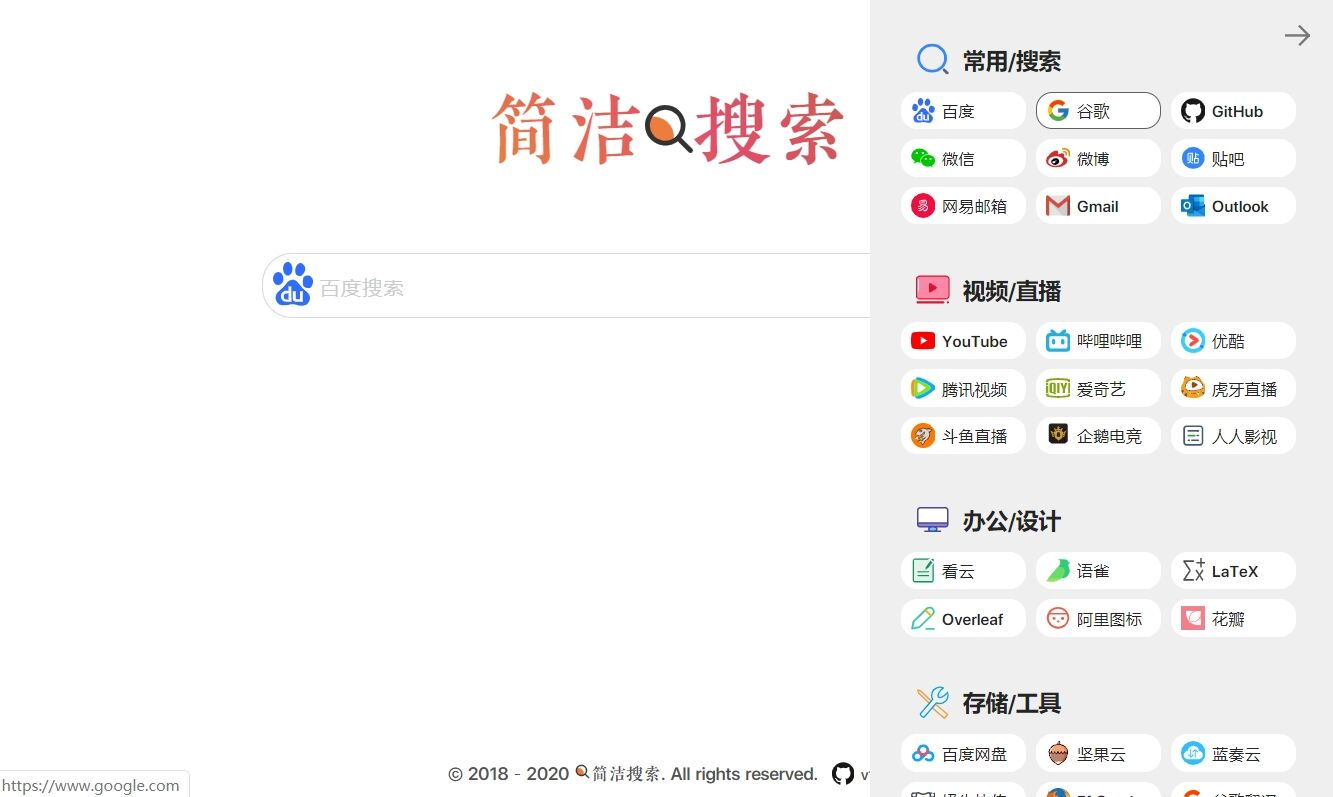 简洁搜索
百度搜索
常用/搜索
百度 谷歌 GitHub
微信 微博 贴 贴吧
易 网易邮箱 Gmail Outlook
视频/直播
YouTube 哔哩哔哩 优酷
腾讯视频 iQIY 爱奇艺 虎牙直播
斗鱼直播 企鹅电竞 人人影视
办公/设计
看云 语雀 LaTeX
Overleaf 阿里图标 花瓣
存储/工具
百度网盘 坚果云 蓝奏云
© 2018 - 2020 简洁搜索. All rights reserved.
https://www.google.com